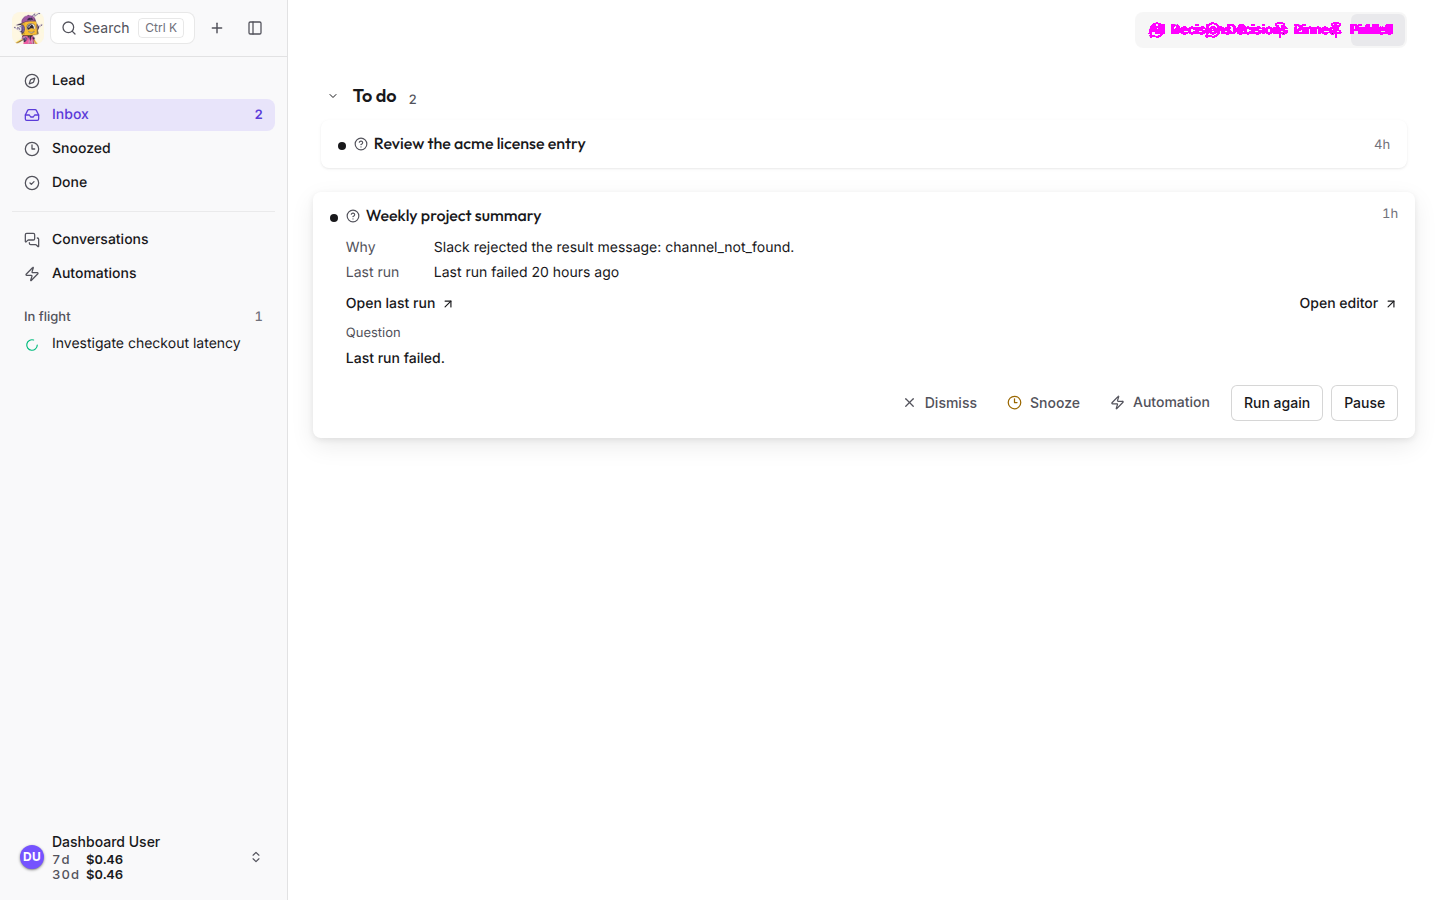 Search Ctrl K
Lead
Inbox 2
Snoozed
Done
Conversations
Automations
In flight 1
Investigate checkout latency
Dashboard User
DU
7d $0.46
30d $0.46
To do 2
Review the acme license entry 4h
Weekly project summary 1h
Why Slack rejected the result message: channel_not_found.
Last run Last run failed 20 hours ago
Open last run Open editor
Question
Last run failed.
Dismiss Snooze Automation Run again Pause